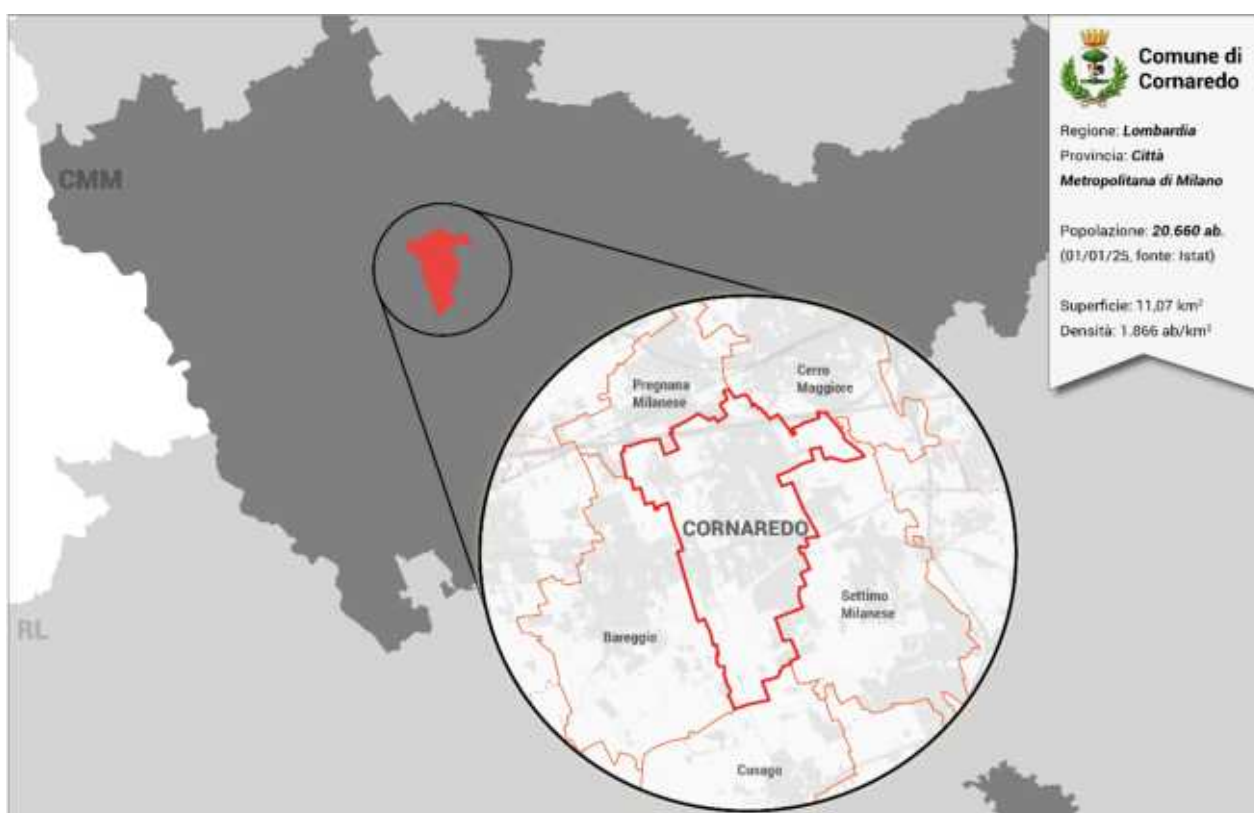 Comune di
Cornaredo
Regione: Lombardia
Provincia: Città
Metropolitana di Milano
Popolazione: 20.660 ab.
(01/01/25, fonte: Istat)
Superficie: 11,07 km²
Densità: 1.866 ab/km²
CMM
RL
Pregnana
Milanese
Cerro
Maggiore
CORNAREDO
Settimo
Milanese
Bareggio
Cusago